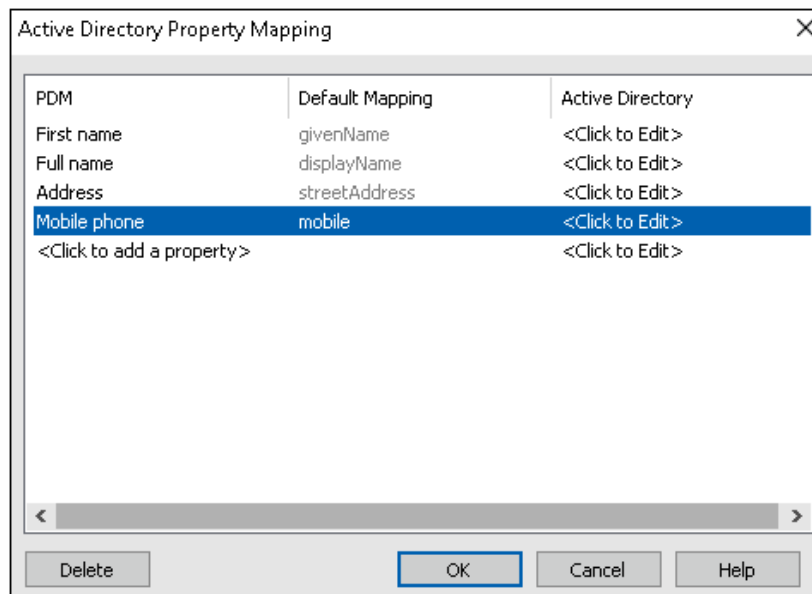 Active Directory Property Mapping
PDM Default Mapping Active Directory
First name givenName <Click to Edit>
Full name displayName <Click to Edit>
Address streetAddress <Click to Edit>
Mobile phone mobile <Click to Edit>
<Click to add a property> <Click to Edit>
Delete OK Cancel Help